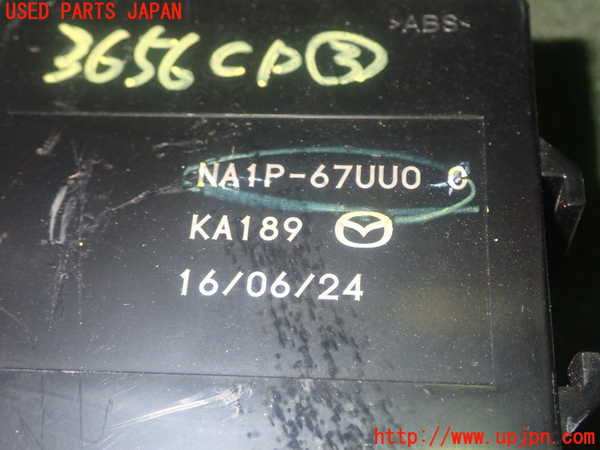 USED PARTS JAPAN
>ABS<
3656CP③
NA1P-67UU0 C
KA189
16/06/24
http://www.upjpn.com/